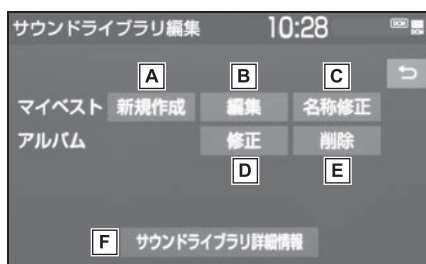 サウンドライブラリ編集 10:28 DCM
A B C
マイベスト 新規作成 編集 名称修正
アルバム 修正 削除
D E
F サウンドライブラリ詳細情報